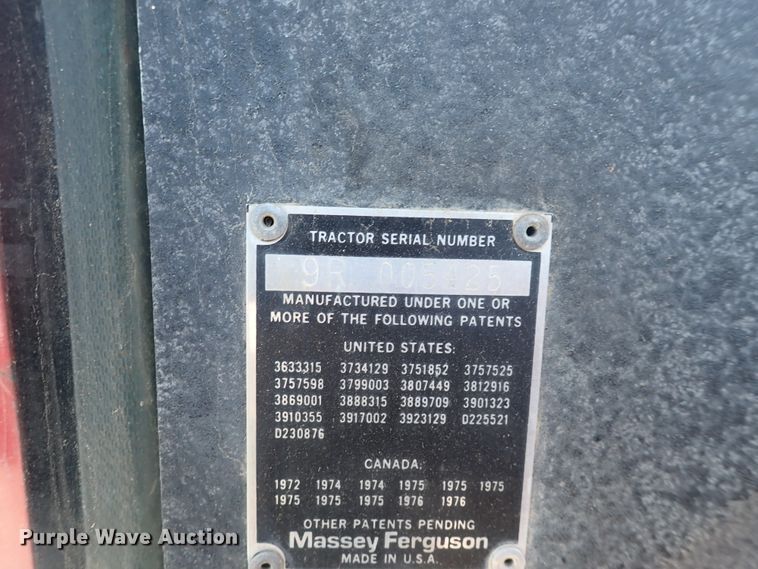 TRACTOR SERIAL NUMBER
9R 005425
MANUFACTURED UNDER ONE OR
MORE OF THE FOLLOWING PATENTS
UNITED STATES:
3633315 3734129 3751852 3757525
3757598 3799003 3807449 3812916
3869001 3888315 3889709 3901323
3910355 3917002 3923129 D225521
D230876
CANADA:
1972 1974 1974 1975 1975 1975
1975 1975 1975 1976 1976
OTHER PATENTS PENDING
Massey Ferguson
MADE IN U.S.A.
Purple Wave Auction